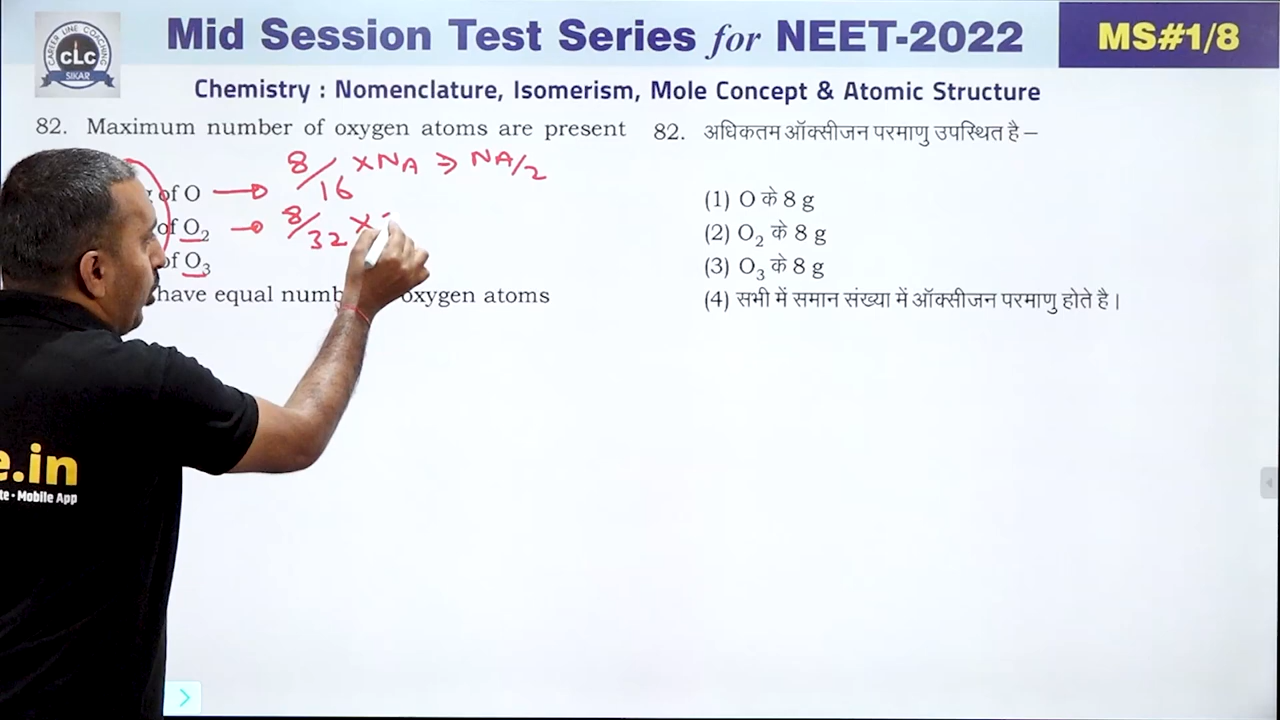 CAREER LINE COACHING
CLC
SIKAR
Mid Session Test Series for NEET-2022
MS#1/8
Chemistry : Nomenclature, Isomerism, Mole Concept & Atomic Structure
82. Maximum number of oxygen atoms are present
of O → 8/16 × NA ⇒ NA/2
of O₂ → 8/32 ×
of O₃
have equal oxygen atoms
82. अधिकतम ऑक्सीजन परमाणु उपस्थित है –
(1) O के 8 g
(2) O₂ के 8 g
(3) O₃ के 8 g
(4) सभी में समान संख्या में ऑक्सीजन परमाणु होते है।
e.in
Mobile App